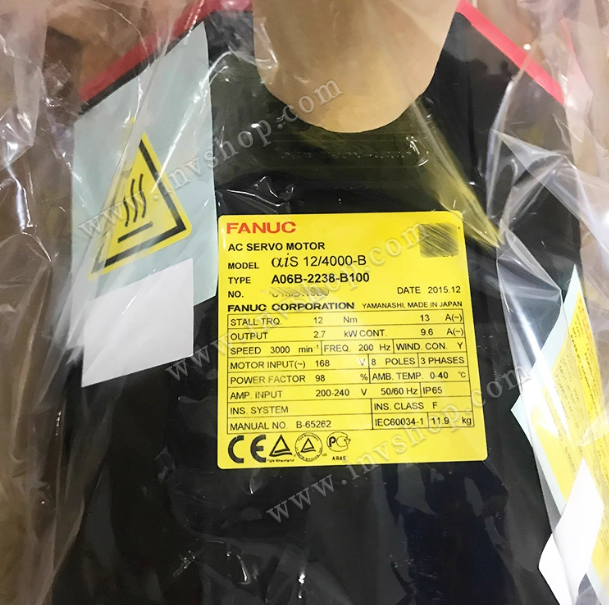 FANUC
AC SERVO MOTOR
MODEL αiS 12/4000-B
TYPE A06B-2238-B100
NO. DATE 2015.12
FANUC CORPORATION YAMANASHI, MADE IN JAPAN
STALL TRQ. 12 Nm 13 A(~)
OUTPUT 2.7 kW CONT. 9.6 A(~)
SPEED 3000 min⁻¹ FREQ. 200 Hz WIND. CON. Y
MOTOR INPUT(~) 168 V 8 POLES 3 PHASES
POWER FACTOR 98 % AMB. TEMP. 0-40 ℃
AMP. INPUT 200-240 V 50/60 Hz IP65
INS. SYSTEM INS. CLASS F
MANUAL NO. B-65262 IEC60034-1 11.9 kg
CE
www.invshop.com
www.invshop.com
www.invshop.com